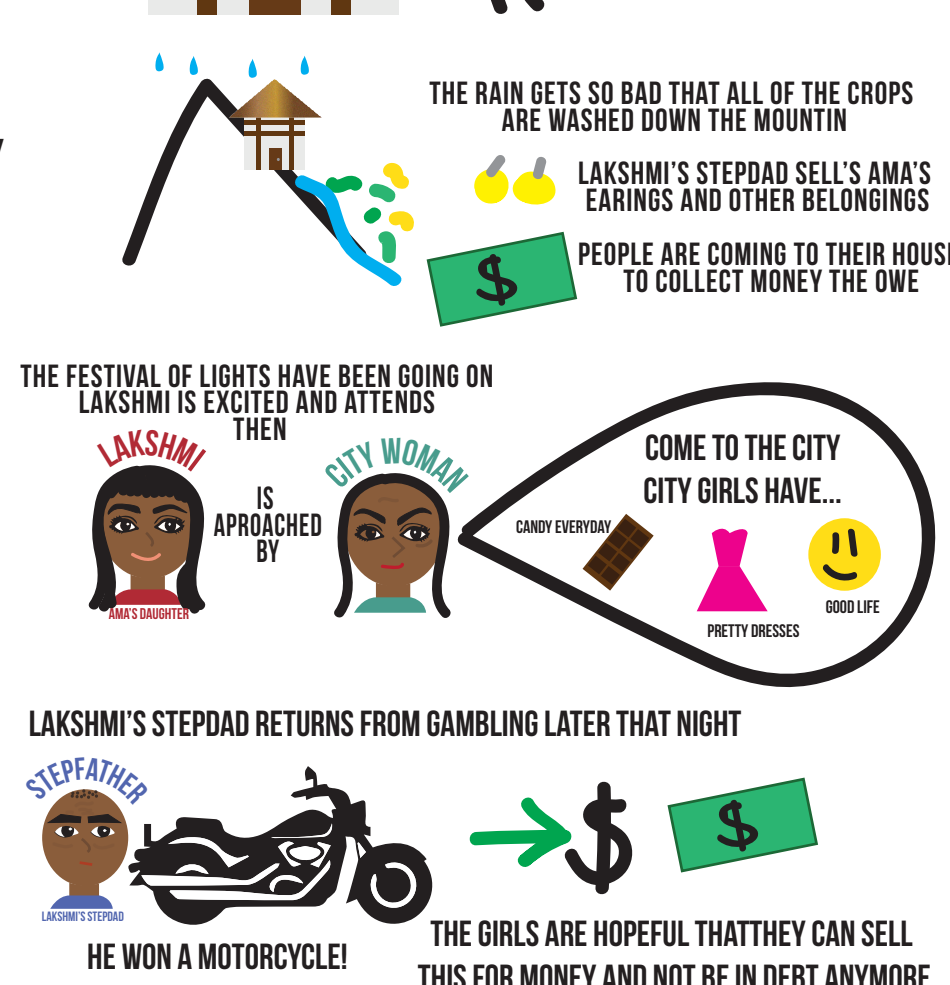 THE RAIN GETS SO BAD THAT ALL OF THE CROPS
ARE WASHED DOWN THE MOUNTIN
LAKSHMI'S STEPDAD SELL'S AMA'S
EARINGS AND OTHER BELONGINGS
PEOPLE ARE COMING TO THEIR HOUS
TO COLLECT MONEY THE OWE
$
THE FESTIVAL OF LIGHTS HAVE BEEN GOING ON
LAKSHMI IS EXCITED AND ATTENDS
THEN
LAKSHMI
IS
APROACHED
BY
CITY WOMAN
AMA'S DAUGHTER
COME TO THE CITY
CITY GIRLS HAVE...
CANDY EVERYDAY
GOOD LIFE
PRETTY DRESSES
LAKSHMI'S STEPDAD RETURNS FROM GAMBLING LATER THAT NIGHT
STEPFATHER
LAKSHMI'S STEPDAD
$
$
HE WON A MOTORCYCLE!
THE GIRLS ARE HOPEFUL THATTHEY CAN SELL
THIS FOR MONEY AND NOT BE IN DEBT ANYMORE